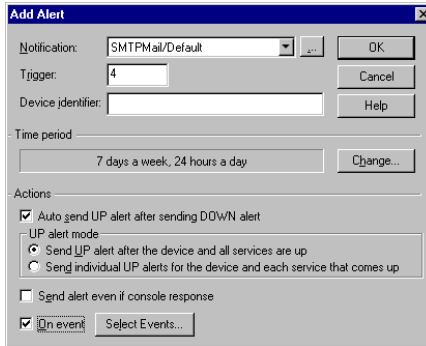 Add Alert
Notification: SMTPMail/Default ... OK
Trigger: 4 Cancel
Device identifier: Help
Time period
7 days a week, 24 hours a day Change...
Actions
Auto send UP alert after sending DOWN alert
UP alert mode
Send UP alert after the device and all services are up
Send individual UP alerts for the device and each service that comes up
Send alert even if console response
On event Select Events...